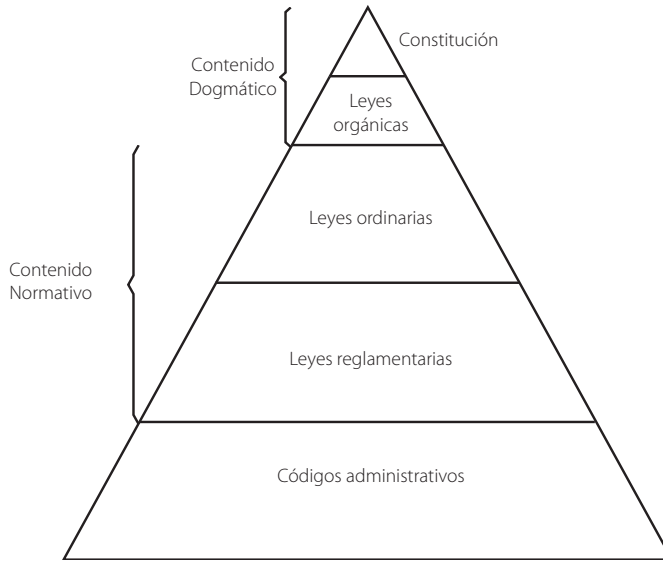 Constitución
Contenido
Dogmático
Leyes
orgánicas
Leyes ordinarias
Contenido
Normativo
Leyes reglamentarias
Códigos administrativos